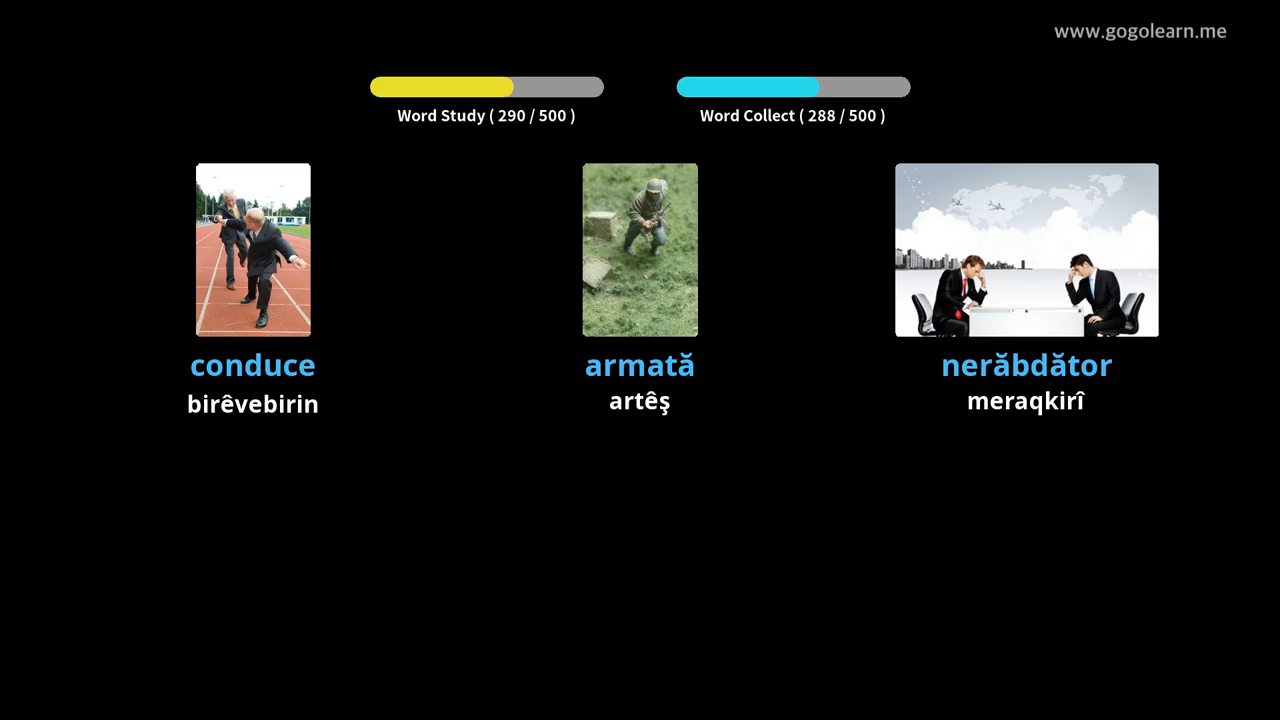 www.gogolearn.me
Word Study ( 290 / 500 )
Word Collect ( 288 / 500 )
conduce
armată
nerăbdător
birêvebirin
artêş
meraqkirî